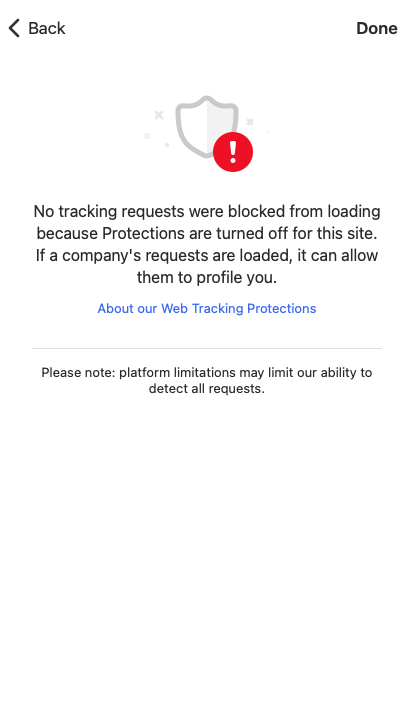 Back
Done
No tracking requests were blocked from loading
because Protections are turned off for this site.
If a company's requests are loaded, it can allow
them to profile you.
About our Web Tracking Protections
Please note: platform limitations may limit our ability to
detect all requests.